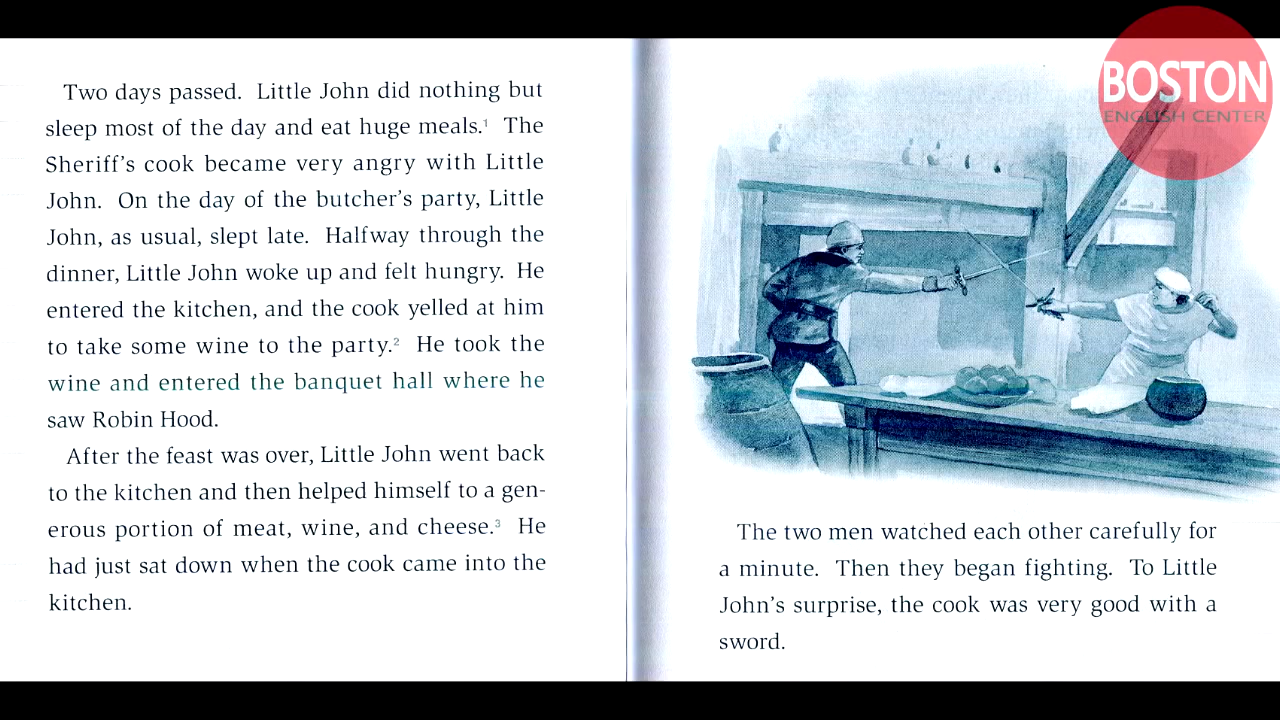 Two days passed. Little John did nothing but
sleep most of the day and eat huge meals.¹ The
Sheriff's cook became very angry with Little
John. On the day of the butcher's party, Little
John, as usual, slept late. Halfway through the
dinner, Little John woke up and felt hungry. He
entered the kitchen, and the cook yelled at him
to take some wine to the party.² He took the
wine and entered the banquet hall where he
saw Robin Hood.
After the feast was over, Little John went back
to the kitchen and then helped himself to a gen-
erous portion of meat, wine, and cheese.³ He
had just sat down when the cook came into the
kitchen.
BOSTON
ENGLISH CENTER
The two men watched each other carefully for
a minute. Then they began fighting. To Little
John's surprise, the cook was very good with a
sword.